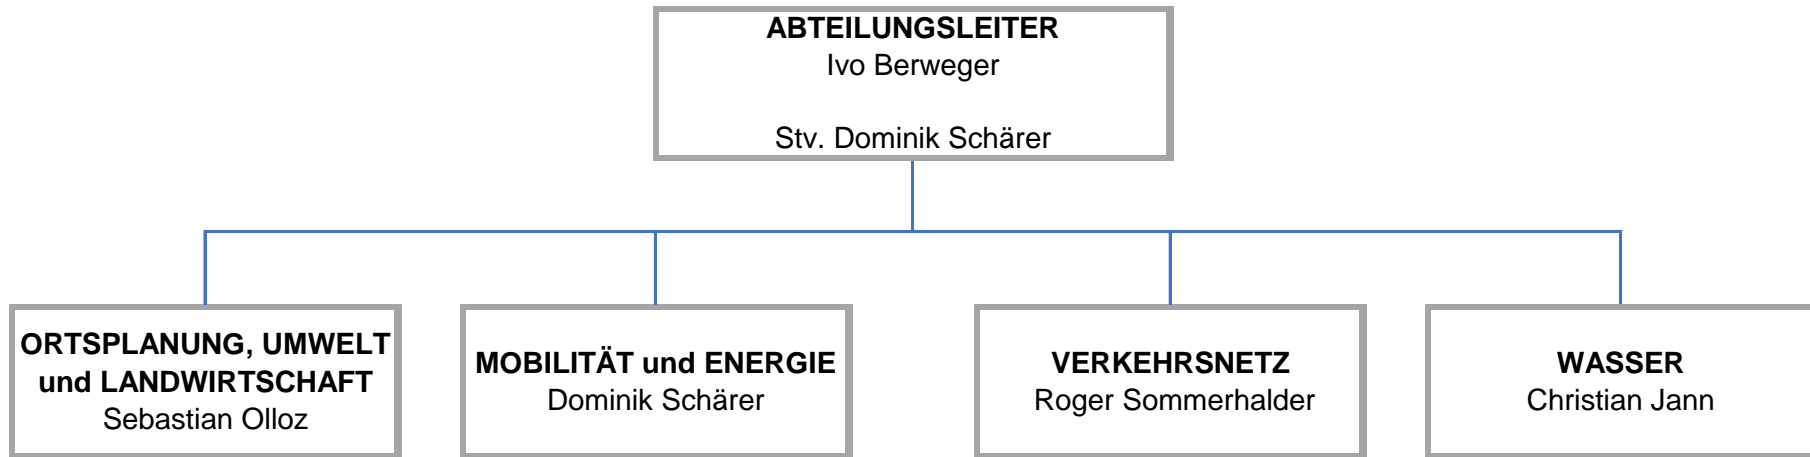 ABTEILUNGSLEITER
Ivo Berweger
Stv. Dominik Schärer
ORTSPLANUNG, UMWELT
und LANDWIRTSCHAFT
Sebastian Olloz
MOBILITÄT und ENERGIE
Dominik Schärer
VERKEHRSNETZ
Roger Sommerhalder
WASSER
Christian Jann